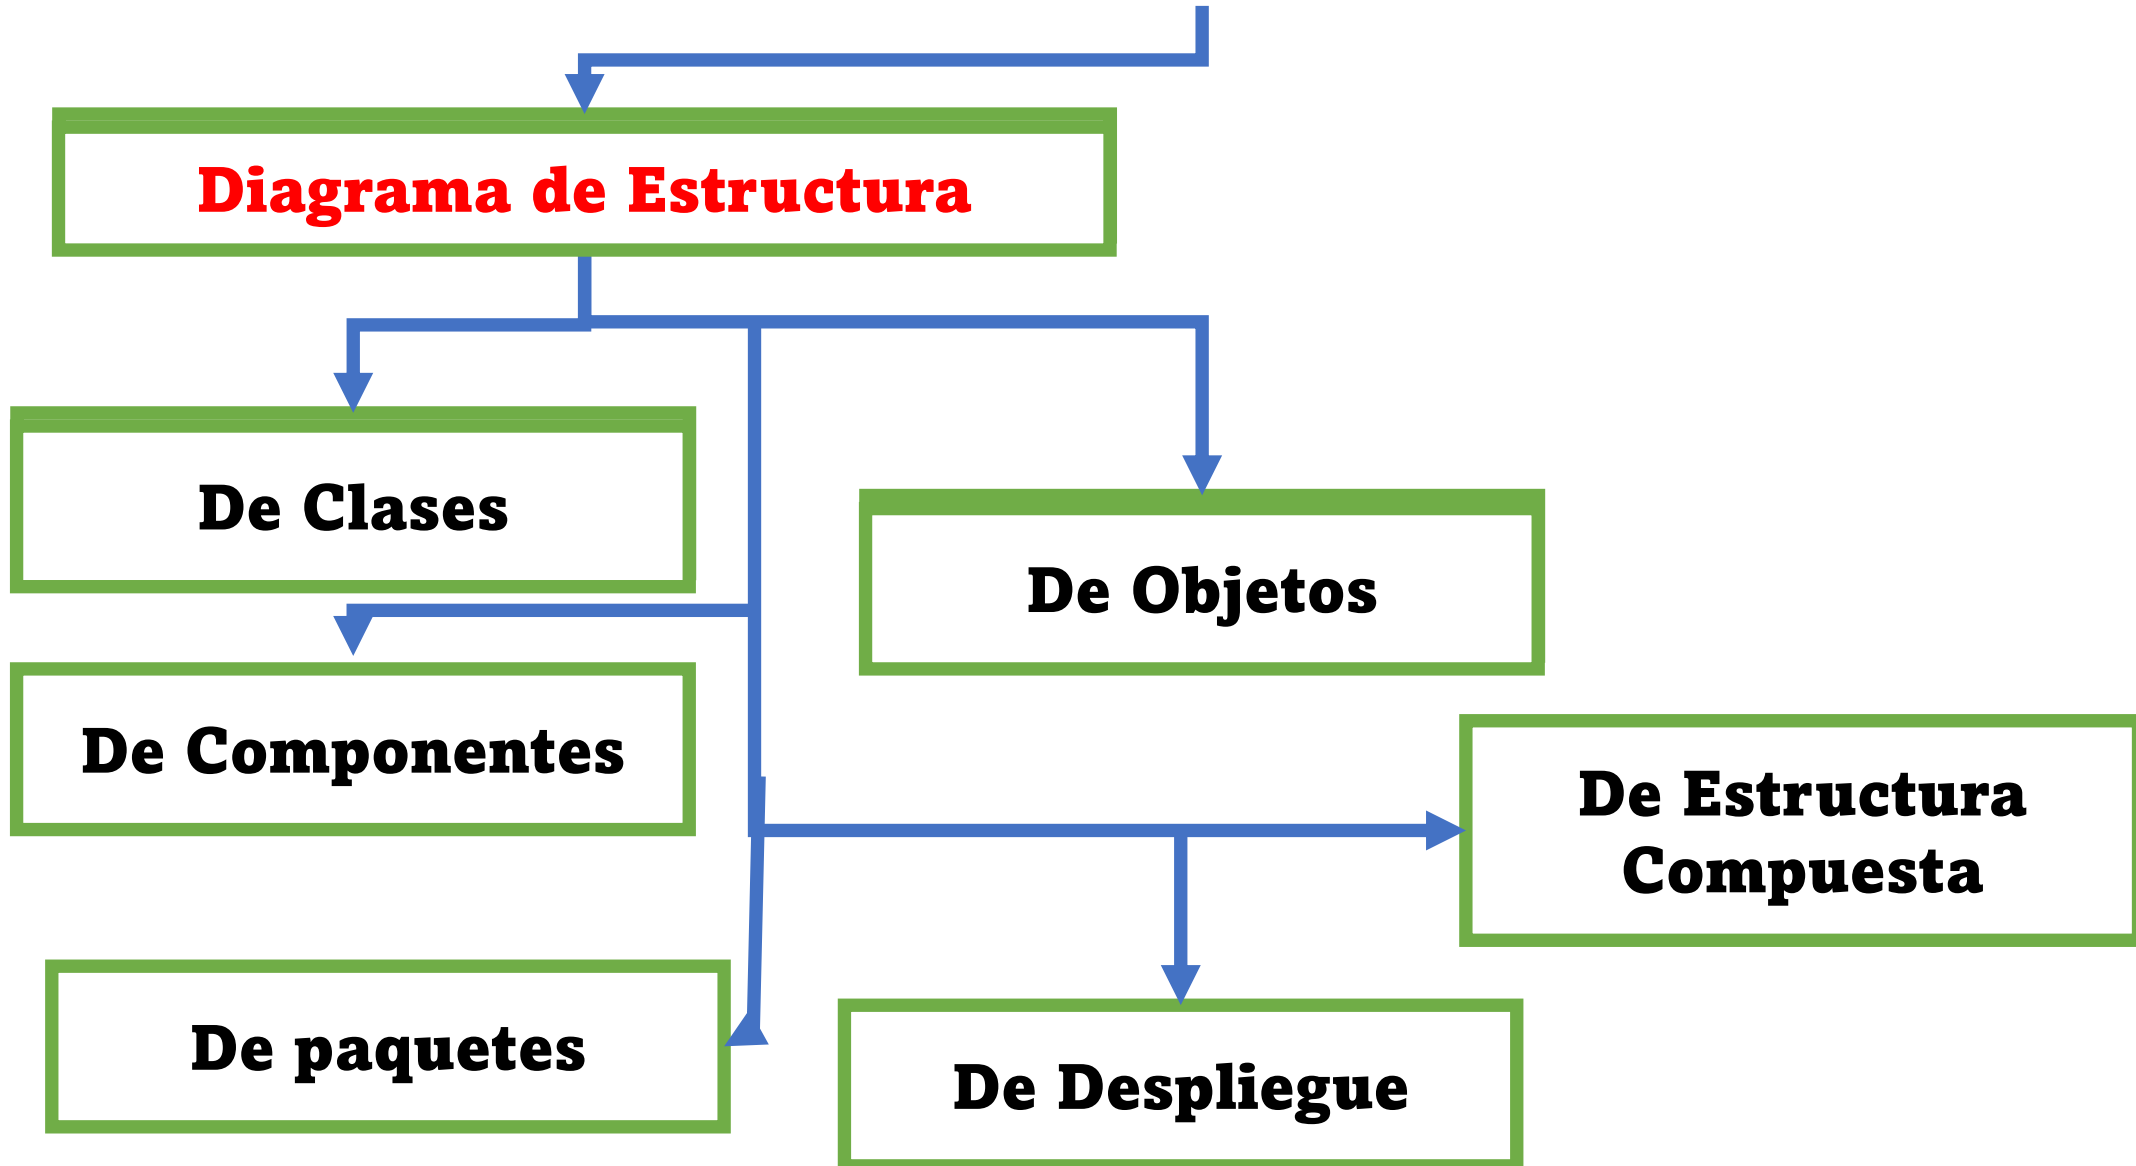 Diagrama de Estructura
De Clases
De Objetos
De Componentes
De Estructura
Compuesta
De paquetes
De Despliegue